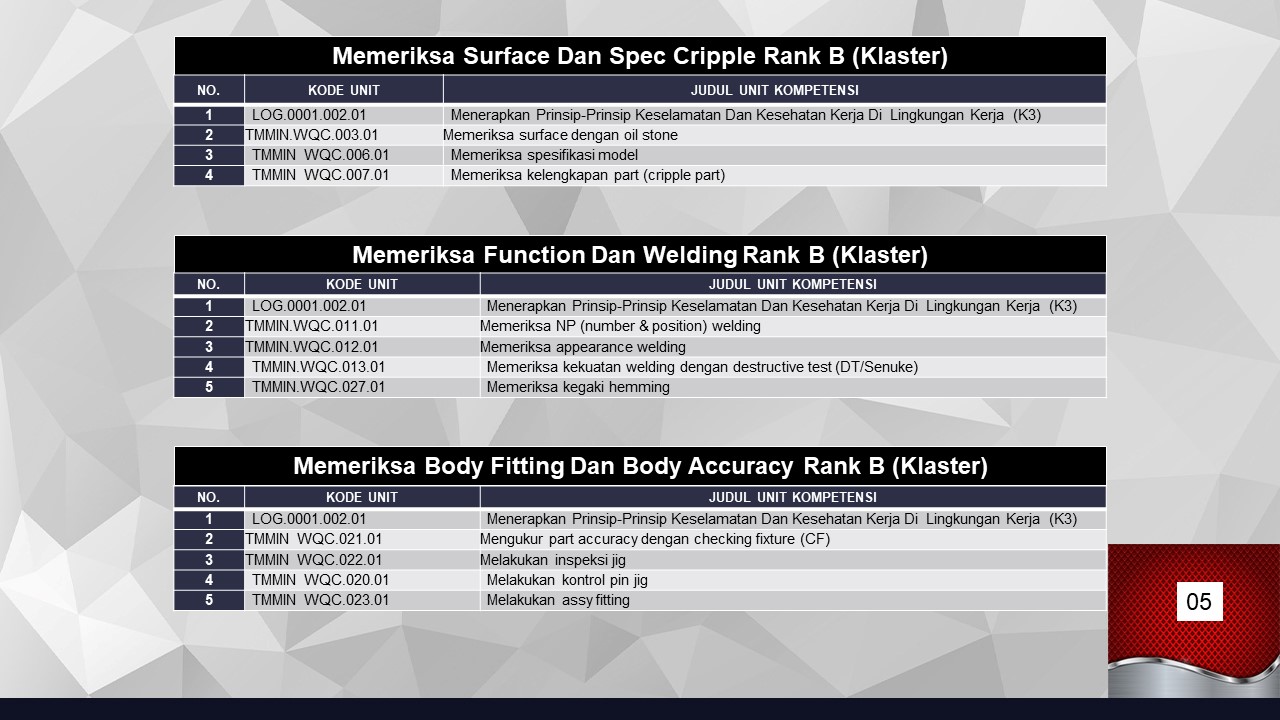 Memeriksa Surface Dan Spec Cripple Rank B (Klaster)
NO. KODE UNIT JUDUL UNIT KOMPETENSI
1 LOG.0001.002.01 Menerapkan Prinsip-Prinsip Keselamatan Dan Kesehatan Kerja Di Lingkungan Kerja (K3)
2 TMMIN.WQC.003.01 Memeriksa surface dengan oil stone
3 TMMIN WQC.006.01 Memeriksa spesifikasi model
4 TMMIN WQC.007.01 Memeriksa kelengkapan part (cripple part)
Memeriksa Function Dan Welding Rank B (Klaster)
NO. KODE UNIT JUDUL UNIT KOMPETENSI
1 LOG.0001.002.01 Menerapkan Prinsip-Prinsip Keselamatan Dan Kesehatan Kerja Di Lingkungan Kerja (K3)
2 TMMIN.WQC.011.01 Memeriksa NP (number & position) welding
3 TMMIN.WQC.012.01 Memeriksa appearance welding
4 TMMIN.WQC.013.01 Memeriksa kekuatan welding dengan destructive test (DT/Senuke)
5 TMMIN.WQC.027.01 Memeriksa kegaki hemming
Memeriksa Body Fitting Dan Body Accuracy Rank B (Klaster)
NO. KODE UNIT JUDUL UNIT KOMPETENSI
1 LOG.0001.002.01 Menerapkan Prinsip-Prinsip Keselamatan Dan Kesehatan Kerja Di Lingkungan Kerja (K3)
2 TMMIN WQC.021.01 Mengukur part accuracy dengan checking fixture (CF)
3 TMMIN WQC.022.01 Melakukan inspeksi jig
4 TMMIN WQC.020.01 Melakukan kontrol pin jig
5 TMMIN WQC.023.01 Melakukan assy fitting
05